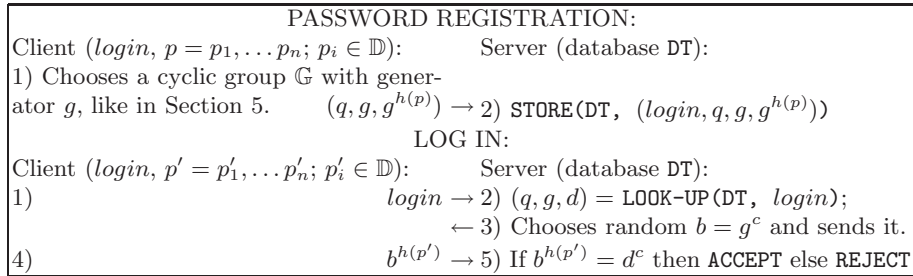 PASSWORD REGISTRATION:
Client (login, p = p₁, … pₙ; pᵢ ∈ 𝔻): Server (database DT):
1) Chooses a cyclic group 𝔾 with gener-
ator g, like in Section 5. (q, g, g^{h(p)}) → 2) STORE(DT, (login, q, g, g^{h(p)}))
LOG IN:
Client (login, p′ = p′₁, … p′ₙ; p′ᵢ ∈ 𝔻): Server (database DT):
1) login → 2) (q, g, d) = LOOK-UP(DT, login);
← 3) Chooses random b = g^c and sends it.
4) b^{h(p′)} → 5) If b^{h(p′)} = d^c then ACCEPT else REJECT